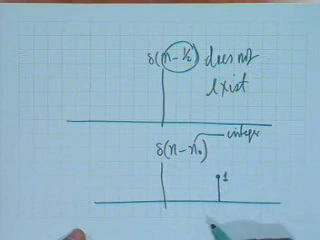 δ(n - ½) does not
exist
δ(n - n₀) integer
1